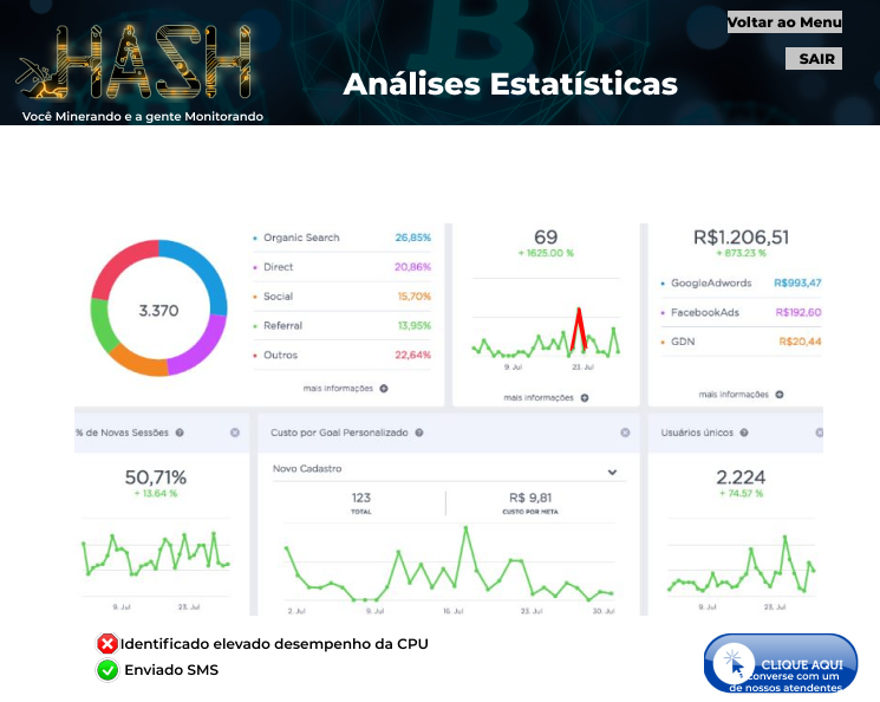 HASH
Você Minerando e a gente Monitorando
Análises Estatísticas
Voltar ao Menu
SAIR
3.370
Organic Search 26,85%
Direct 20,86%
Social 15,70%
Referral 13,95%
Outros 22,64%
mais informações
69
+ 1625.00 %
9. Jul 23. Jul
mais informações
R$1.206,51
+ 873.23 %
GoogleAdwords R$993,47
FacebookAds R$192,60
GDN R$20,44
mais informações
% de Novas Sessões
50,71%
+ 13.64 %
9. Jul 23. Jul
Custo por Goal Personalizado
Novo Cadastro
123
TOTAL
R$ 9,81
CUSTO POR META
2. Jul 9. Jul 16. Jul 23. Jul 30. Jul
Usuários únicos
2.224
+ 74.57 %
9. Jul 23. Jul
Identificado elevado desempenho da CPU
Enviado SMS
CLIQUE AQUI
converse com um
de nossos atendentes